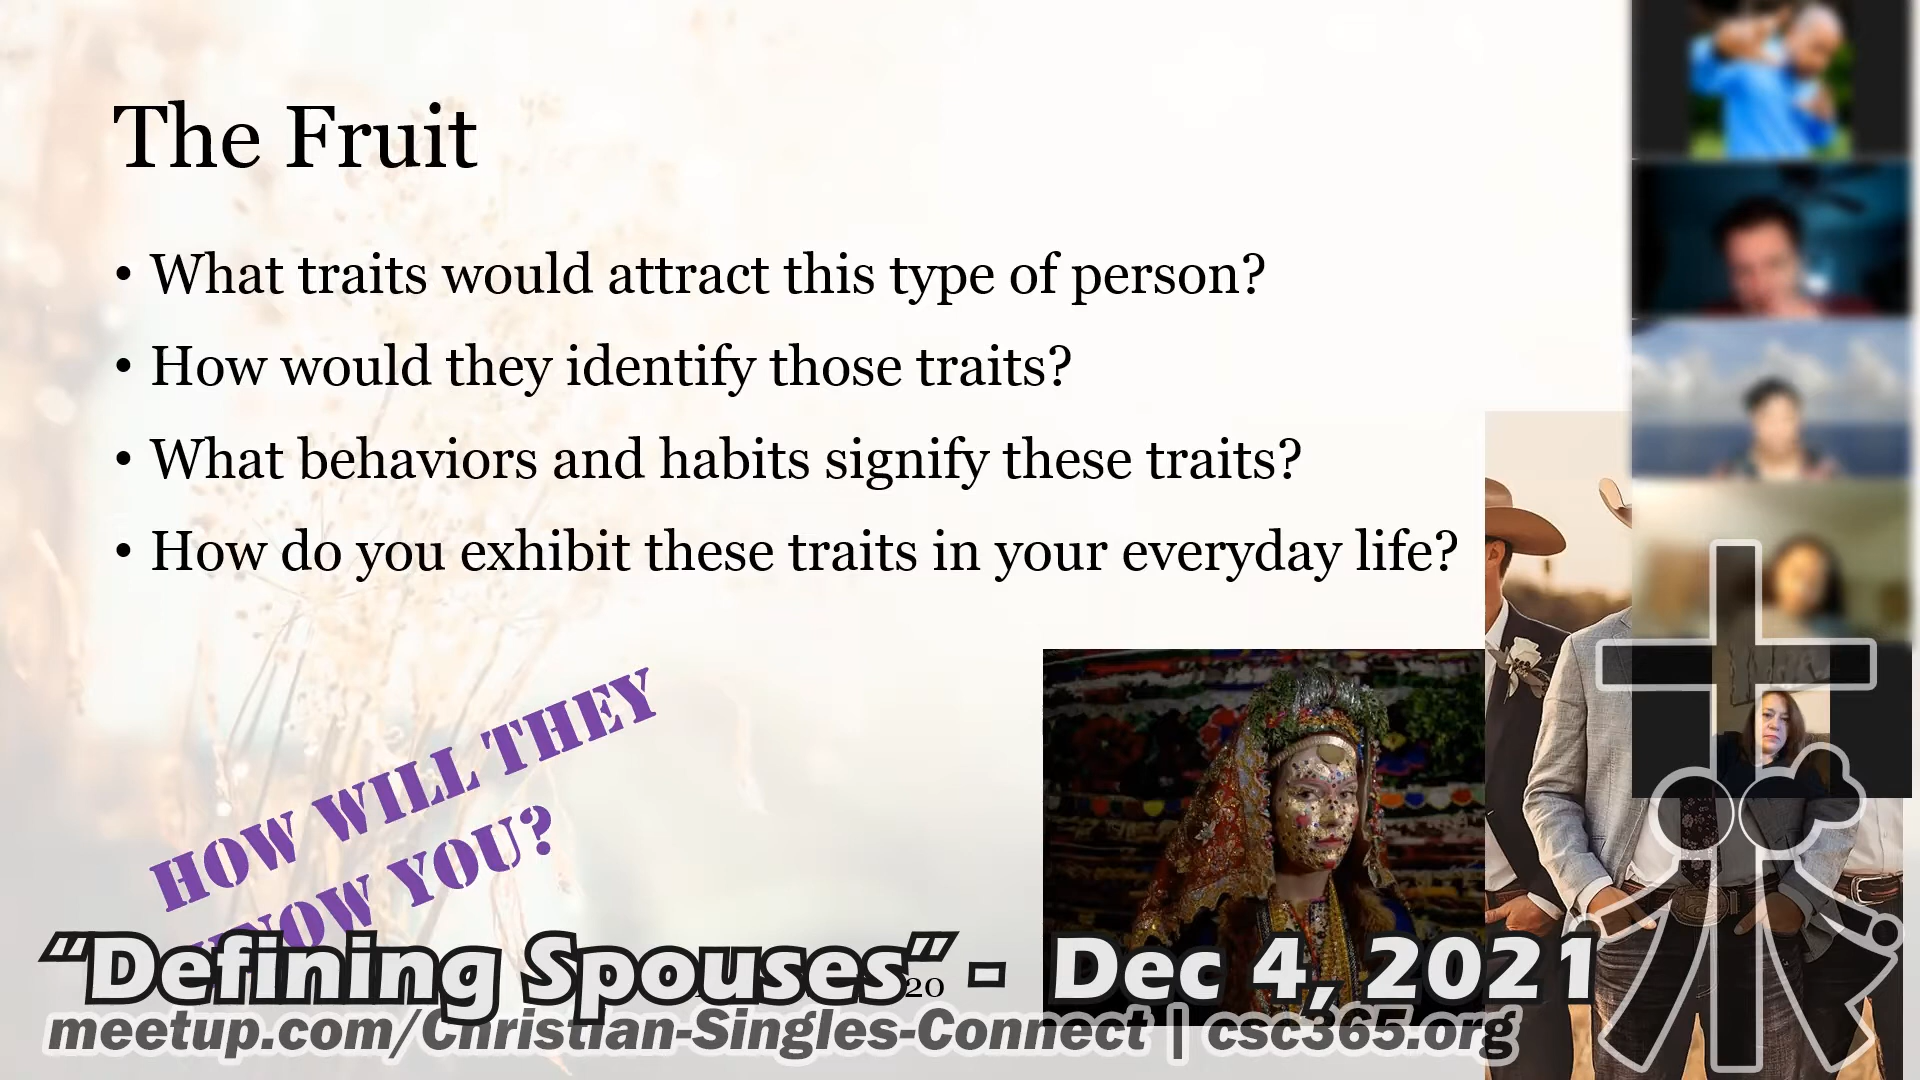 The Fruit
• What traits would attract this type of person?
• How would they identify those traits?
• What behaviors and habits signify these traits?
• How do you exhibit these traits in your everyday life?
HOW WILL THEY
KNOW YOU?
“Defining Spouses” - Dec 4, 2021
20
meetup.com/Christian-Singles-Connect | csc365.org